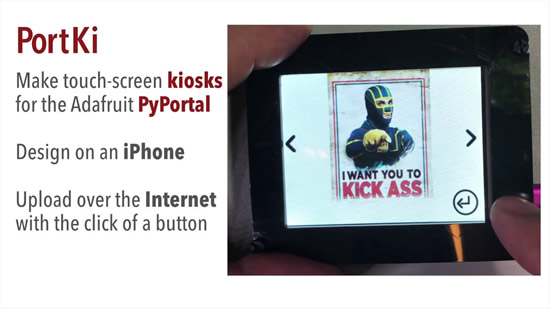 PortKi
Make touch-screen kiosks
for the Adafruit PyPortal
Design on an iPhone
Upload over the Internet
with the click of a button
I WANT YOU TO
KICK ASS